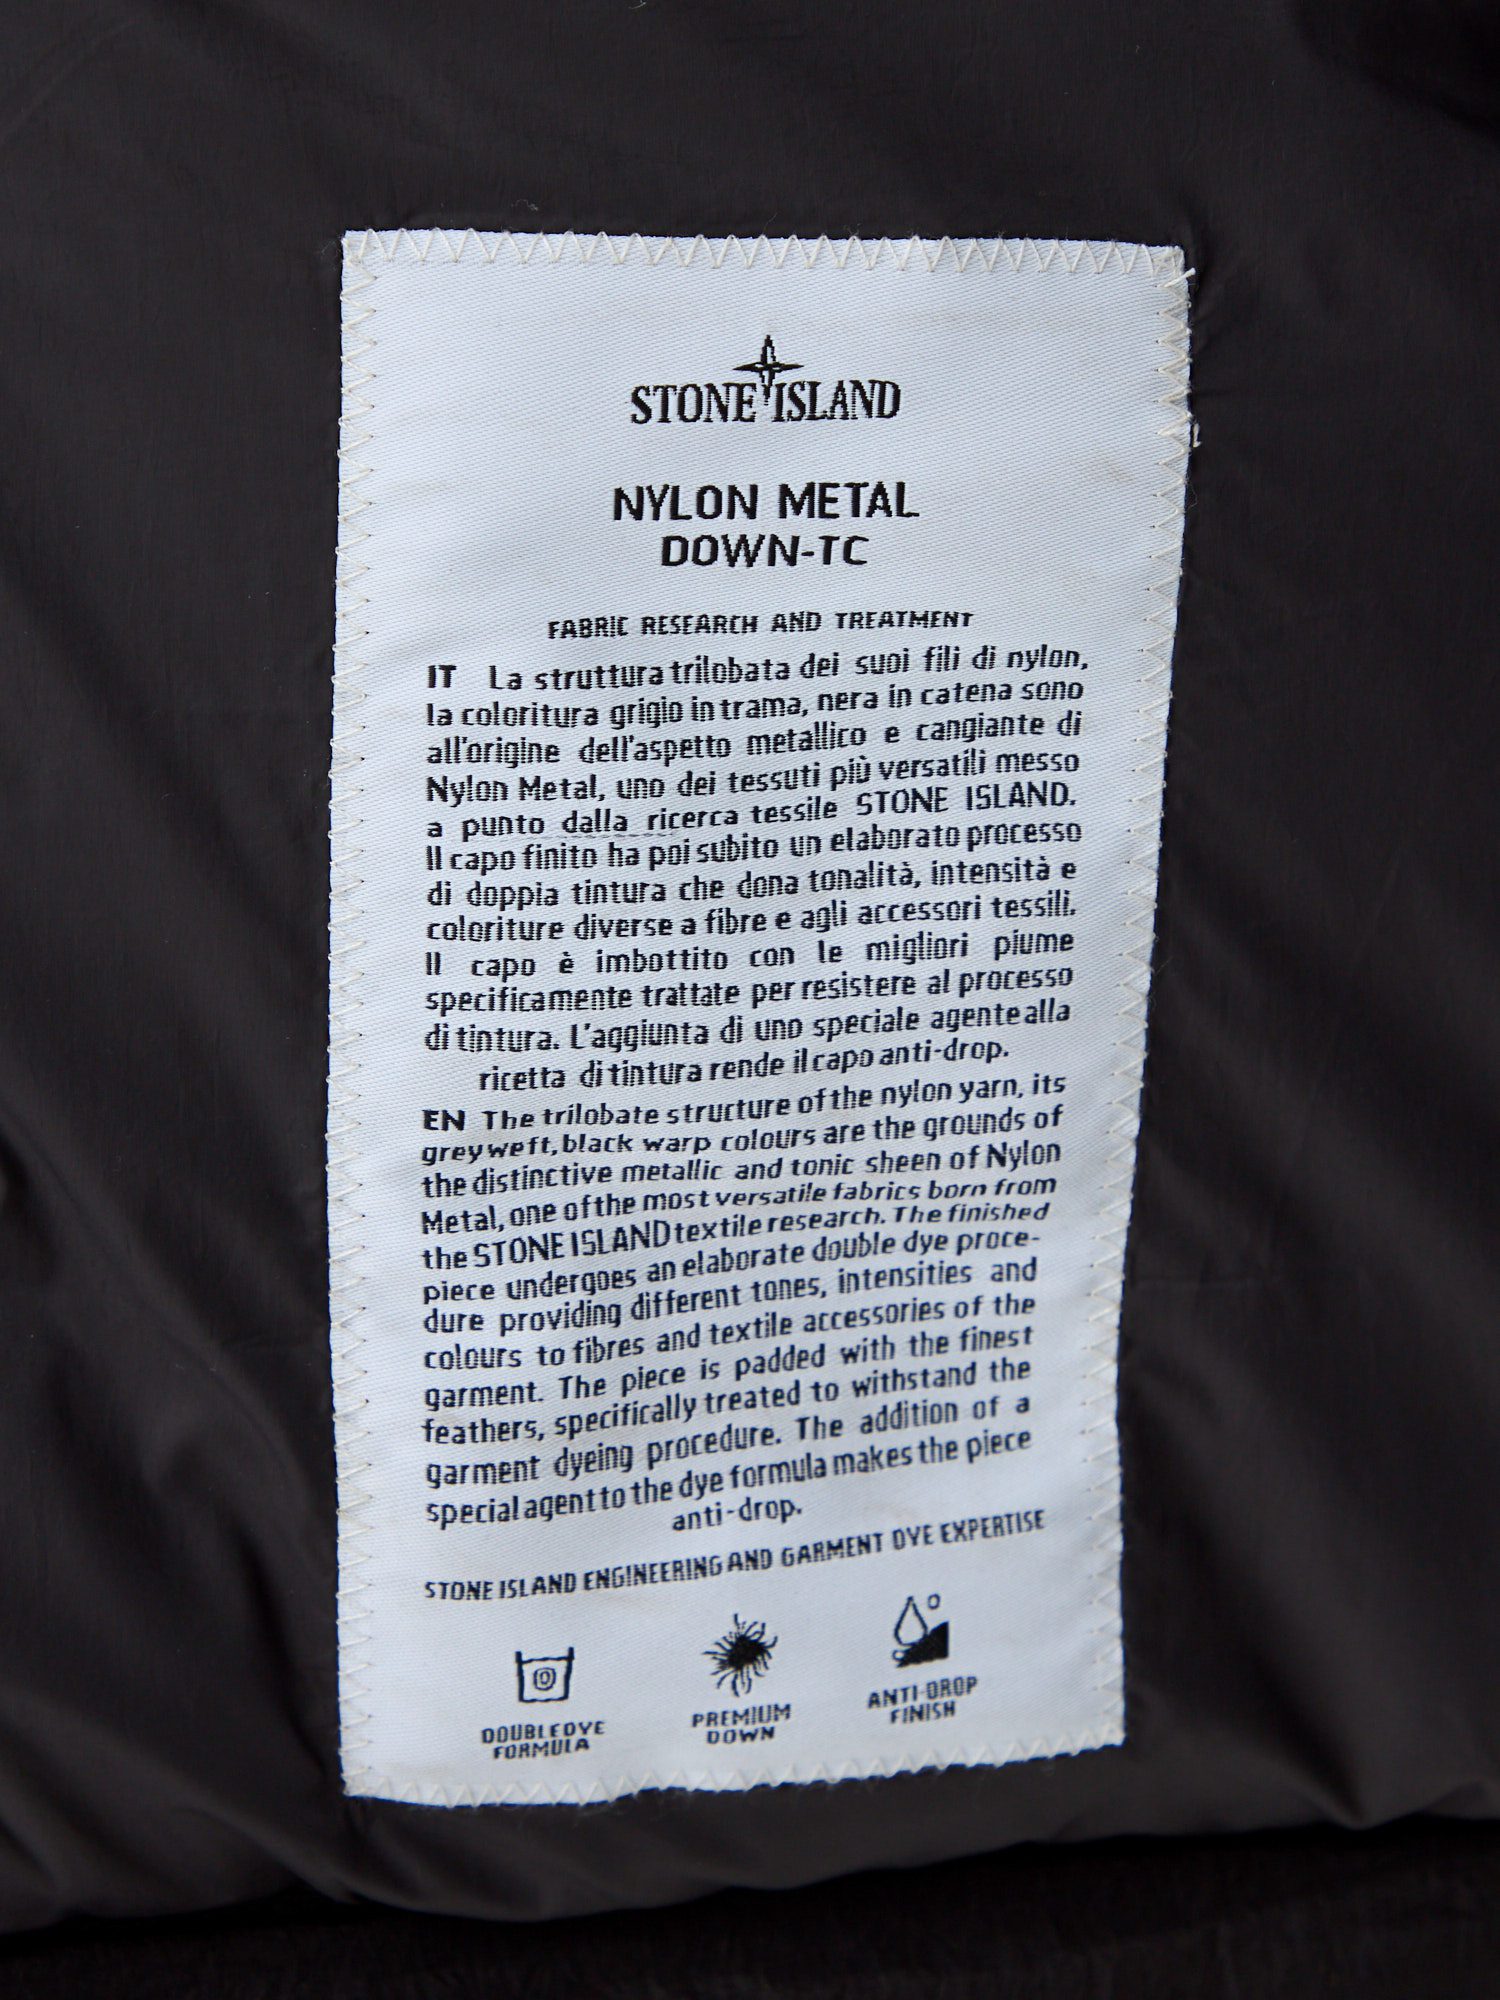 STONE ISLAND
NYLON METAL
DOWN-TC
FABRIC RESEARCH AND TREATMENT
IT La struttura trilobata dei suoi fili di nylon,
la coloritura grigio in trama, nera in catena sono
all'origine dell'aspetto metallico e cangiante di
Nylon Metal, uno dei tessuti più versatili messo
a punto dalla ricerca tessile STONE ISLAND.
Il capo finito ha poi subito un elaborato processo
di doppia tintura che dona tonalità, intensità e
coloriture diverse a fibre e agli accessori tessili.
Il capo è imbottito con le migliori piume
specificamente trattate per resistere al processo
di tintura. L'aggiunta di uno speciale agente alla
ricetta di tintura rende il capo anti-drop.
EN The trilobate structure of the nylon yarn, its
grey weft, black warp colours are the grounds of
the distinctive metallic and tonic sheen of Nylon
Metal, one of the most versatile fabrics born from
the STONE ISLAND textile research. The finished
piece undergoes an elaborate double dye proce-
dure providing different tones, intensities and
colours to fibres and textile accessories of the
garment. The piece is padded with the finest
feathers, specifically treated to withstand the
garment dyeing procedure. The addition of a
special agent to the dye formula makes the piece
anti-drop.
STONE ISLAND ENGINEERING AND GARMENT DYE EXPERTISE
DOUBLE DYE
FORMULA
PREMIUM
DOWN
ANTI-DROP
FINISH